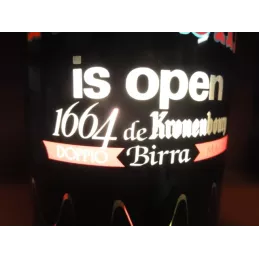 is open
1664 de Kronenbourg
DOPPIO Birra